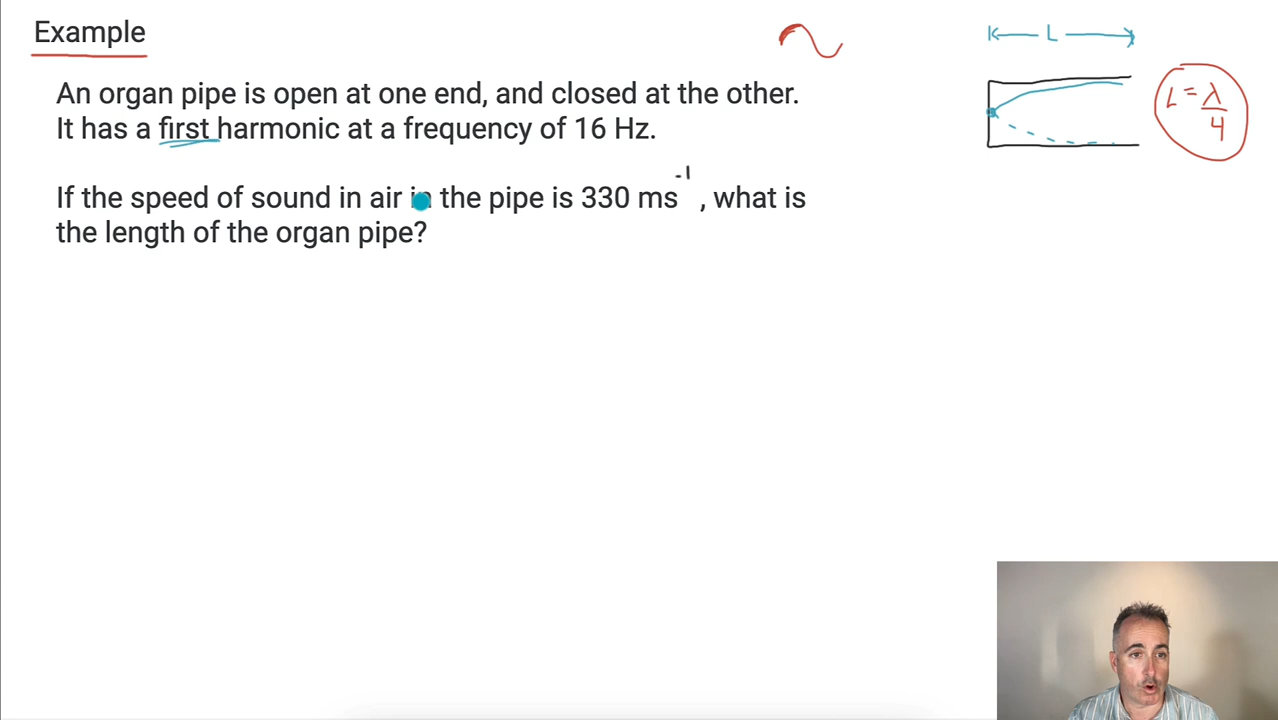 Example
An organ pipe is open at one end, and closed at the other.
It has a first harmonic at a frequency of 16 Hz.
If the speed of sound in air in the pipe is 330 ms⁻¹, what is
the length of the organ pipe?
L
L = λ/4